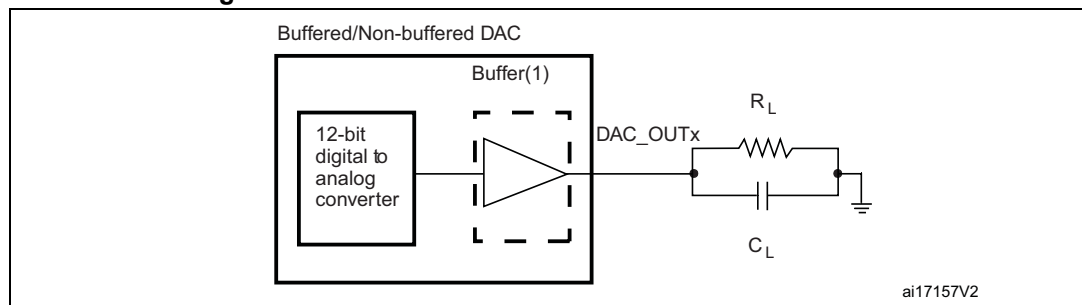 Buffered/Non-buffered DAC
Buffer(1)
12-bit
digital to
analog
converter
DAC_OUTx
R L
C L
ai17157V2